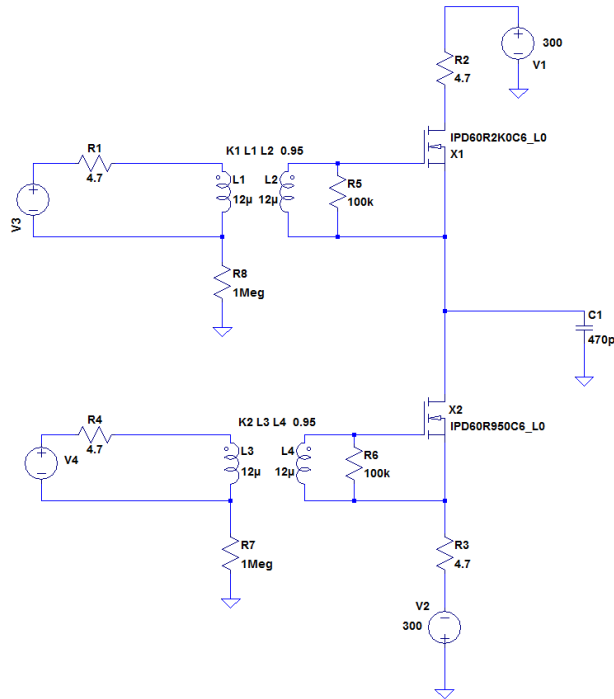 R2
4.7
300
V1
IPD60R2K0C6_L0
X1
K1 L1 L2 0.95
R1
4.7
L1
12µ
L2
12µ
R5
100k
V3
R8
1Meg
C1
470p
X2
IPD60R950C6_L0
K2 L3 L4 0.95
R4
4.7
V4
L3
12µ
L4
12µ
R6
100k
R7
1Meg
R3
4.7
V2
300